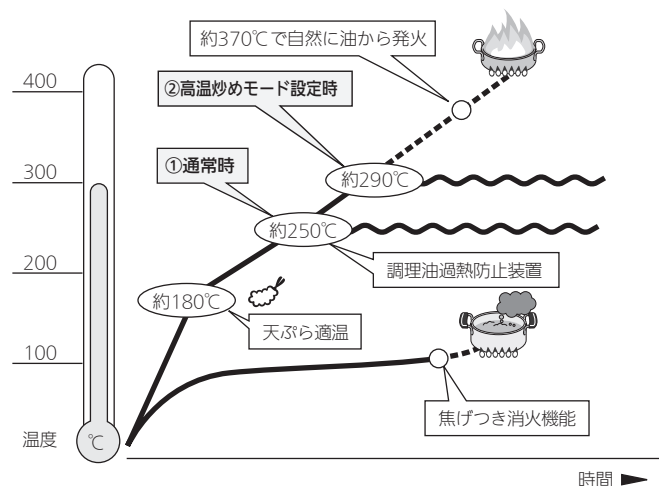 約370℃で自然に油から発火
400
②高温炒めモード設定時
300
①通常時
約290℃
約250℃
200
調理油過熱防止装置
約180℃
天ぷら適温
100
焦げつき消火機能
温度
℃
時間